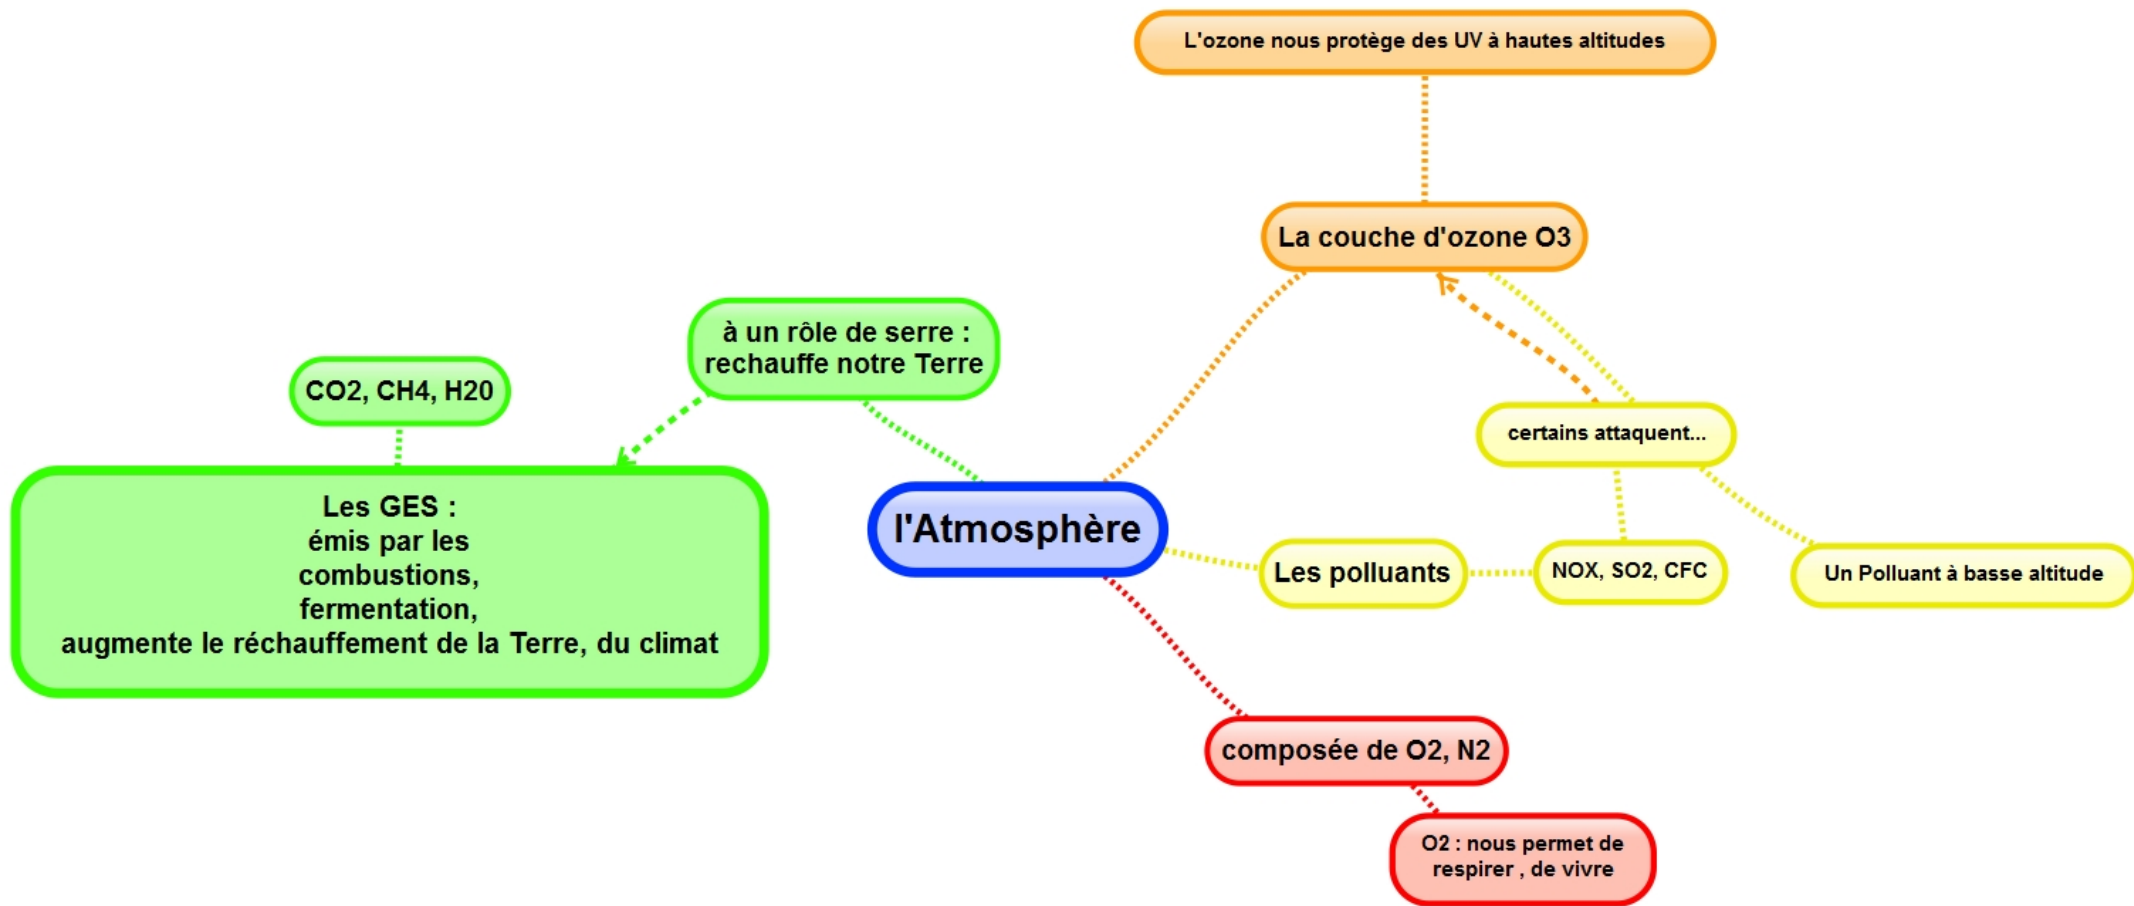 L'ozone nous protège des UV à hautes altitudes
La couche d'ozone O3
à un rôle de serre :
rechauffe notre Terre
CO2, CH4, H20
certains attaquent...
Les GES :
émis par les
combustions,
fermentation,
augmente le réchauffement de la Terre, du climat
l'Atmosphère
Les polluants
NOX, SO2, CFC
Un Polluant à basse altitude
composée de O2, N2
O2 : nous permet de
respirer , de vivre